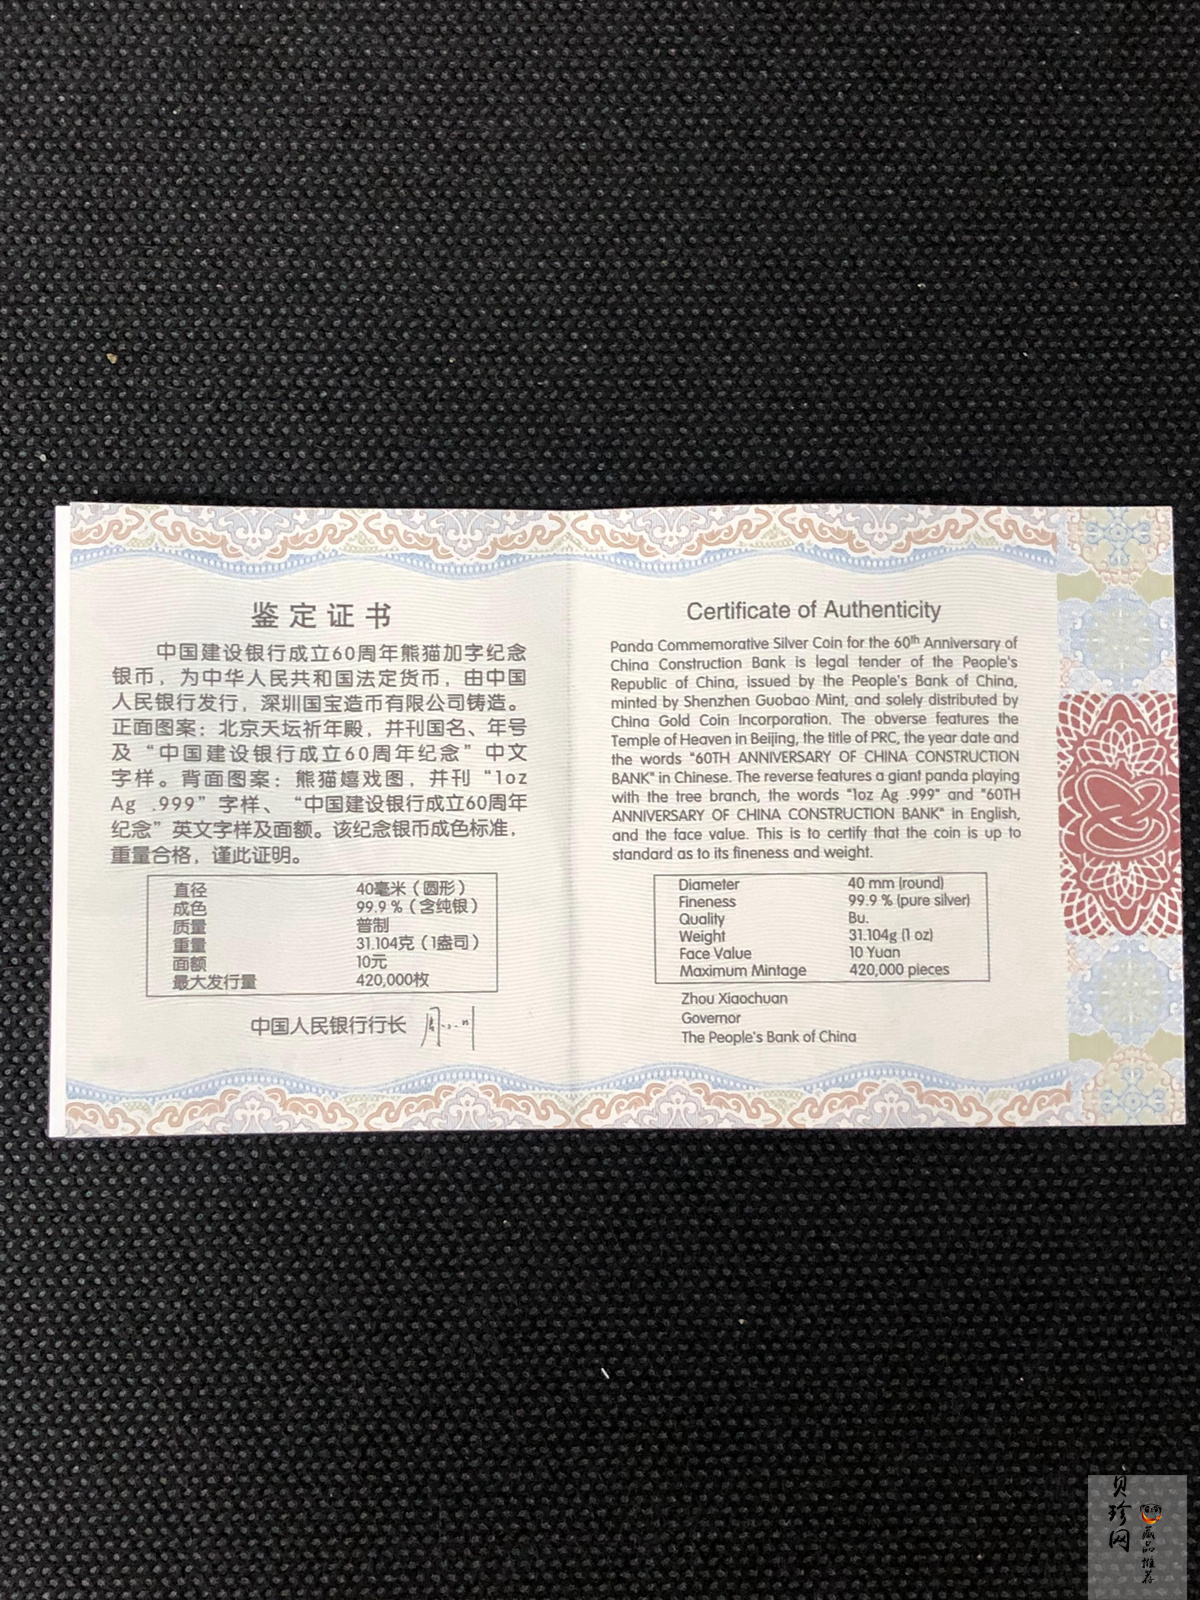 鉴定证书
中国建设银行成立60周年熊猫加字纪念
银币，为中华人民共和国法定货币，由中国
人民银行发行，深圳国宝造币有限公司铸造。
正面图案：北京天坛祈年殿，并刊国名、年号
及“中国建设银行成立60周年纪念”中文
字样。背面图案：熊猫嬉戏图，并刊“1oz
Ag .999”字样、“中国建设银行成立60周年
纪念”英文字样及面额。该纪念银币成色标准，
重量合格，谨此证明。
直径 40毫米（圆形）
成色 99.9％（含纯银）
质量 普制
重量 31.104克（1盎司）
面额 10元
最大发行量 420,000枚
中国人民银行行长
Certificate of Authenticity
Panda Commemorative Silver Coin for the 60th Anniversary of
China Construction Bank is legal tender of the People's
Republic of China, issued by the People's Bank of China,
minted by Shenzhen Guobao Mint, and solely distributed by
China Gold Coin Incorporation. The obverse features the
Temple of Heaven in Beijing, the title of PRC, the year date and
the words "60TH ANNIVERSARY OF CHINA CONSTRUCTION
BANK" in Chinese. The reverse features a giant panda playing
with the tree branch, the words "1oz Ag .999" and "60TH
ANNIVERSARY OF CHINA CONSTRUCTION BANK" in English,
and the face value. This is to certify that the coin is up to
standard as to its fineness and weight.
Diameter 40 mm (round)
Fineness 99.9 % (pure silver)
Quality Bu.
Weight 31.104g (1 oz)
Face Value 10 Yuan
Maximum Mintage 420,000 pieces
Zhou Xiaochuan
Governor
The People's Bank of China
贝珍网
藏品推荐